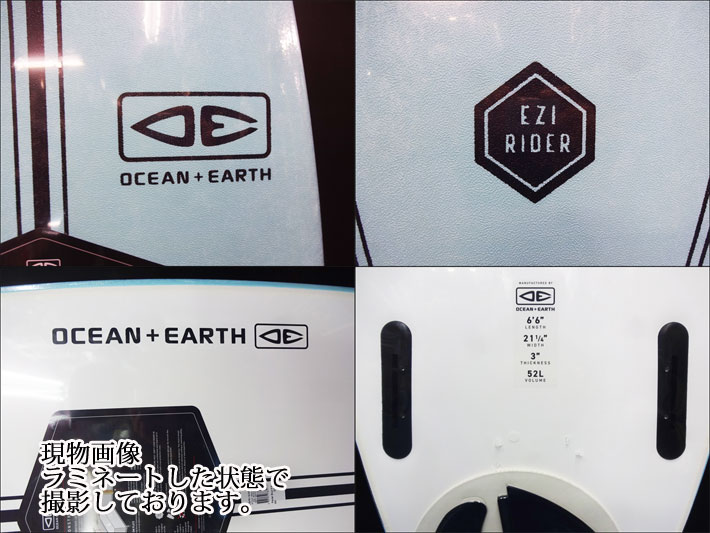 OCEAN+EARTH
EZI
RIDER
OCEAN+EARTH
MANUFACTURED BY
OCEAN+EARTH
6'6"
LENGTH
21 1/4"
WIDTH
3"
THICKNESS
52L
VOLUME
現物画像
ラミネートした状態で
撮影しております。